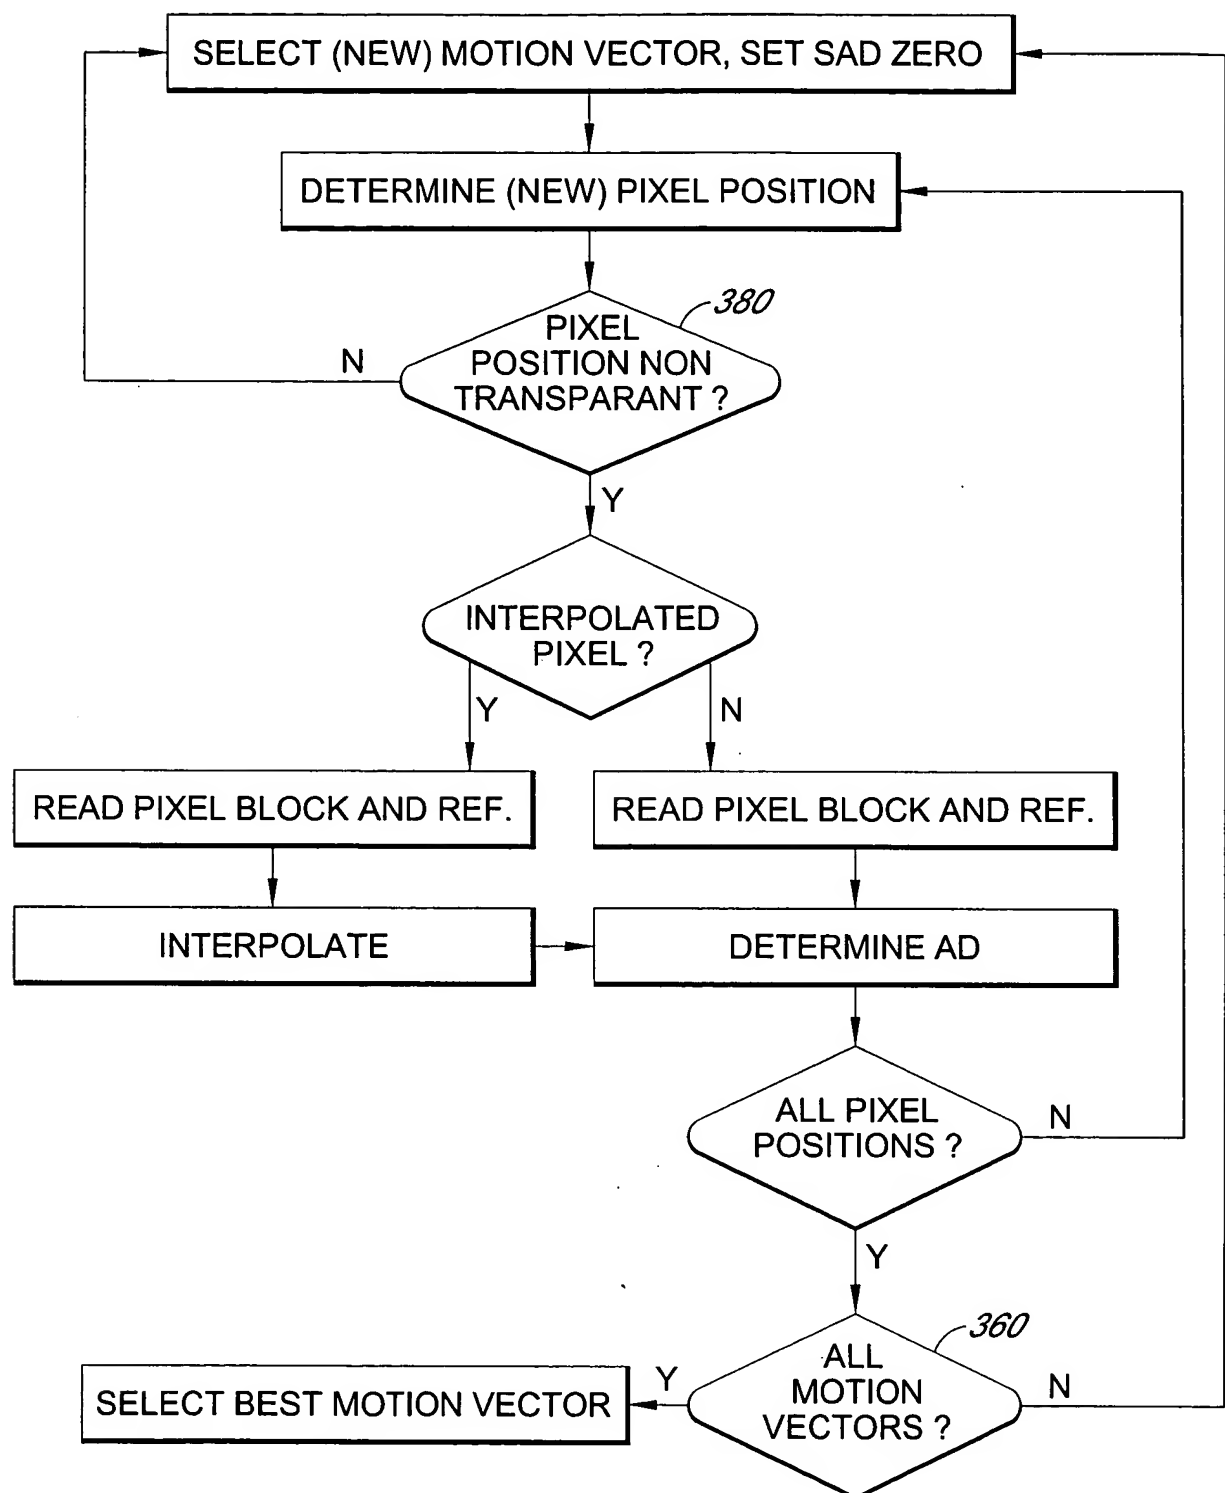 SELECT (NEW) MOTION VECTOR, SET SAD ZERO
DETERMINE (NEW) PIXEL POSITION
380
PIXEL
POSITION NON
TRANSPARANT ?
N
Y
INTERPOLATED
PIXEL ?
Y
N
READ PIXEL BLOCK AND REF.
READ PIXEL BLOCK AND REF.
INTERPOLATE
DETERMINE AD
ALL PIXEL
POSITIONS ?
N
Y
360
ALL
MOTION
VECTORS ?
Y
N
SELECT BEST MOTION VECTOR